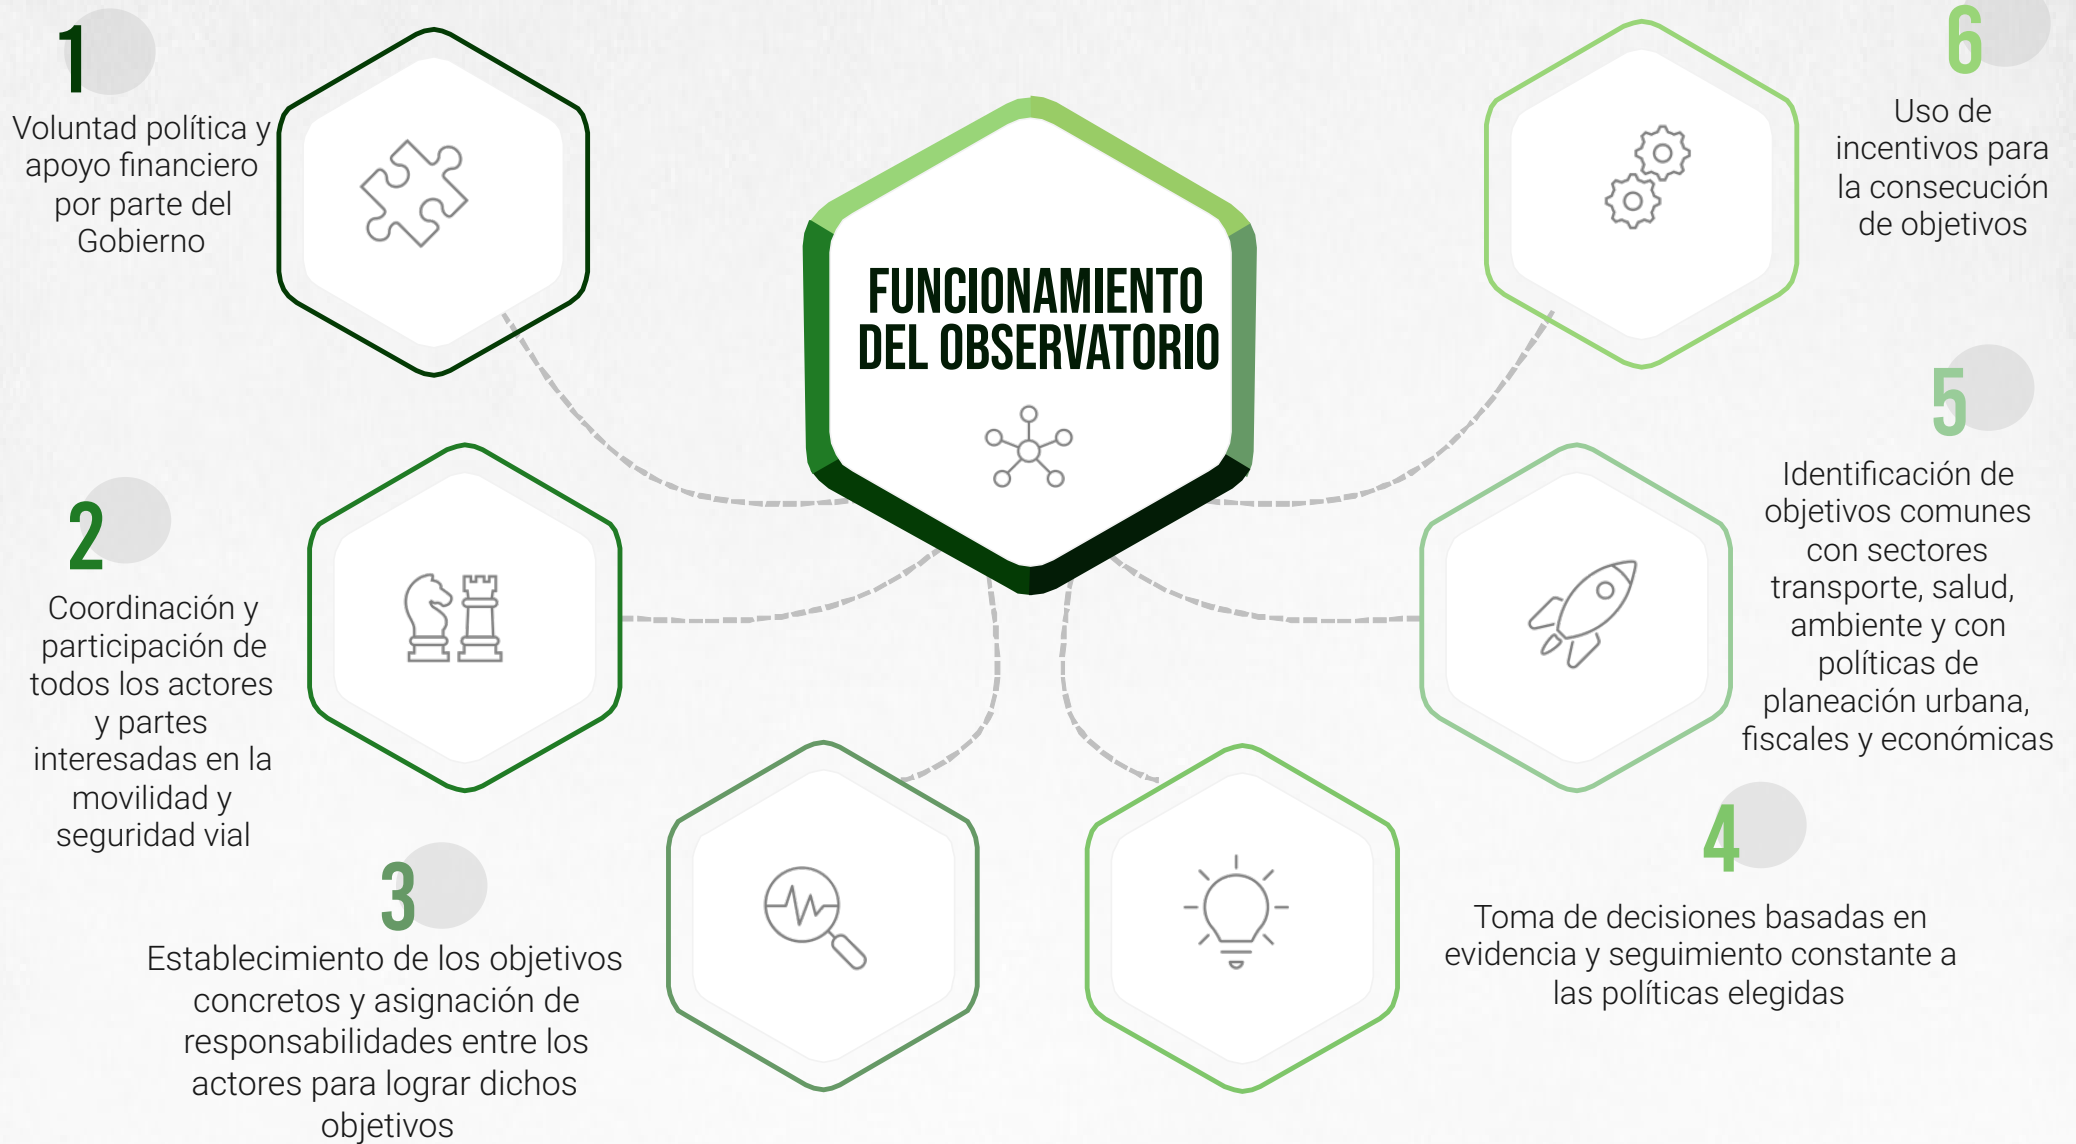 FUNCIONAMIENTO
DEL OBSERVATORIO
1
Voluntad política y
apoyo financiero
por parte del
Gobierno
2
Coordinación y
participación de
todos los actores
y partes
interesadas en la
movilidad y
seguridad vial
3
Establecimiento de los objetivos
concretos y asignación de
responsabilidades entre los
actores para lograr dichos
objetivos
4
Toma de decisiones basadas en
evidencia y seguimiento constante a
las políticas elegidas
5
Identificación de
objetivos comunes
con sectores
transporte, salud,
ambiente y con
políticas de
planeación urbana,
fiscales y económicas
6
Uso de
incentivos para
la consecución
de objetivos